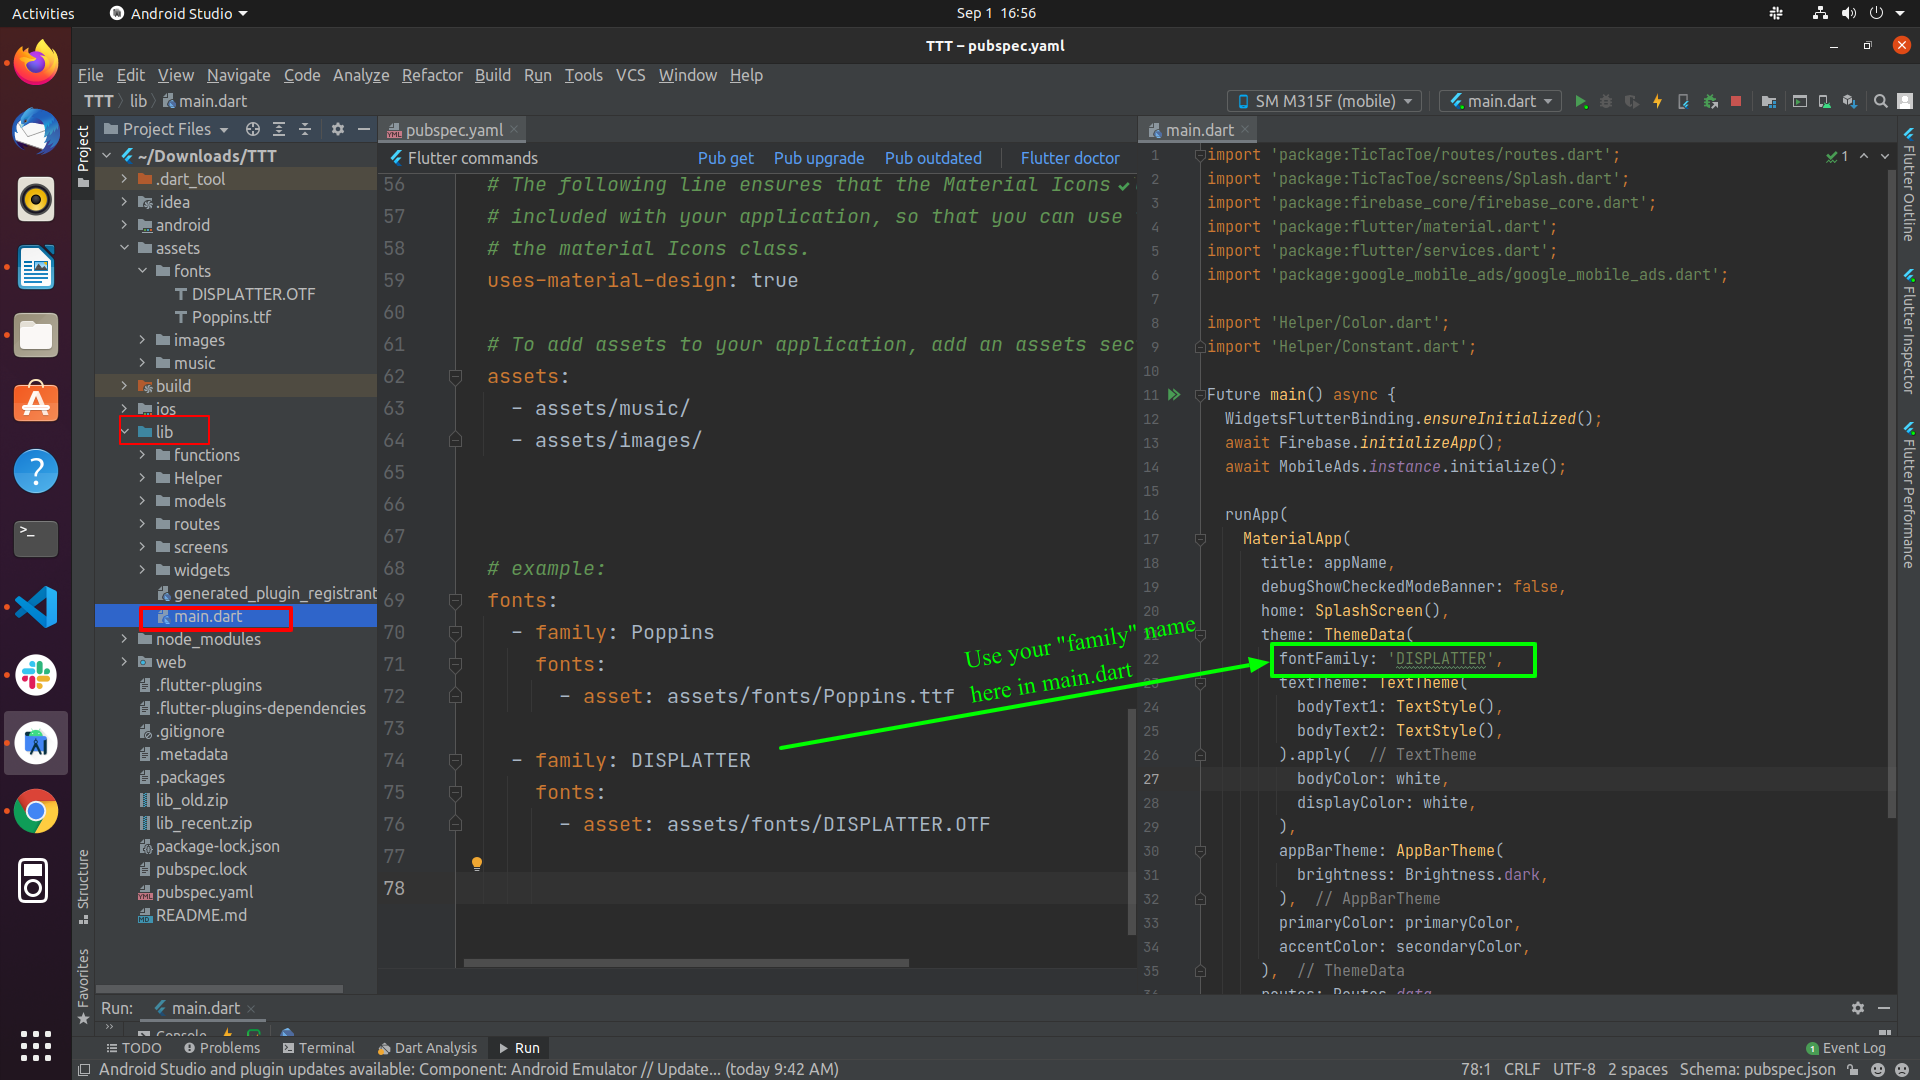 Activities
Android Studio
Sep 1 16:56
TTT – pubspec.yaml
File Edit View Navigate Code Analyze Refactor Build Run Tools VCS Window Help
TTT lib main.dart
SM M315F (mobile)
main.dart
Project
Project Files
~/Downloads/TTT
.dart_tool
.idea
android
assets
fonts
DISPLATTER.OTF
Poppins.ttf
images
music
build
ios
lib
functions
Helper
models
routes
screens
widgets
generated_plugin_registrant
main.dart
node_modules
web
.flutter-plugins
.flutter-plugins-dependencies
.gitignore
.metadata
.packages
lib_old.zip
lib_recent.zip
package-lock.json
pubspec.lock
pubspec.yaml
README.md
Structure
Favorites
pubspec.yaml
Flutter commands
Pub get Pub upgrade Pub outdated Flutter doctor
56 # The following line ensures that the Material Icons
57 # included with your application, so that you can use
58 # the material Icons class.
59 uses-material-design: true
60
61 # To add assets to your application, add an assets sec
62 assets:
63 - assets/music/
64 - assets/images/
65
66
67
68 # example:
69 fonts:
70 - family: Poppins
71 fonts:
72 - asset: assets/fonts/Poppins.ttf
73
74 - family: DISPLATTER
75 fonts:
76 - asset: assets/fonts/DISPLATTER.OTF
77
78
Use your "family" name
here in main.dart
main.dart
1
1 import 'package:TicTacToe/routes/routes.dart';
2 import 'package:TicTacToe/screens/Splash.dart';
3 import 'package:firebase_core/firebase_core.dart';
4 import 'package:flutter/material.dart';
5 import 'package:flutter/services.dart';
6 import 'package:google_mobile_ads/google_mobile_ads.dart';
7
8 import 'Helper/Color.dart';
9 import 'Helper/Constant.dart';
10
11 Future main() async {
12 WidgetsFlutterBinding.ensureInitialized();
13 await Firebase.initializeApp();
14 await MobileAds.instance.initialize();
15
16 runApp(
17 MaterialApp(
18 title: appName,
19 debugShowCheckedModeBanner: false,
20 home: SplashScreen(),
theme: ThemeData(
22 fontFamily: 'DISPLATTER',
23 textTheme: TextTheme(
24 bodyText1: TextStyle(),
25 bodyText2: TextStyle(),
26 ).apply( // TextTheme
27 bodyColor: white,
28 displayColor: white,
29 ),
30 appBarTheme: AppBarTheme(
31 brightness: Brightness.dark,
32 ), // AppBarTheme
33 primaryColor: primaryColor,
34 accentColor: secondaryColor,
35 ), // ThemeData
routes: Routes.data
Flutter Outline
Flutter Inspector
Flutter Performance
Run: main.dart
Console
TODO Problems Terminal Dart Analysis Run
1 Event Log
Android Studio and plugin updates available: Component: Android Emulator // Update... (today 9:42 AM)
78:1 CRLF UTF-8 2 spaces Schema: pubspec.json